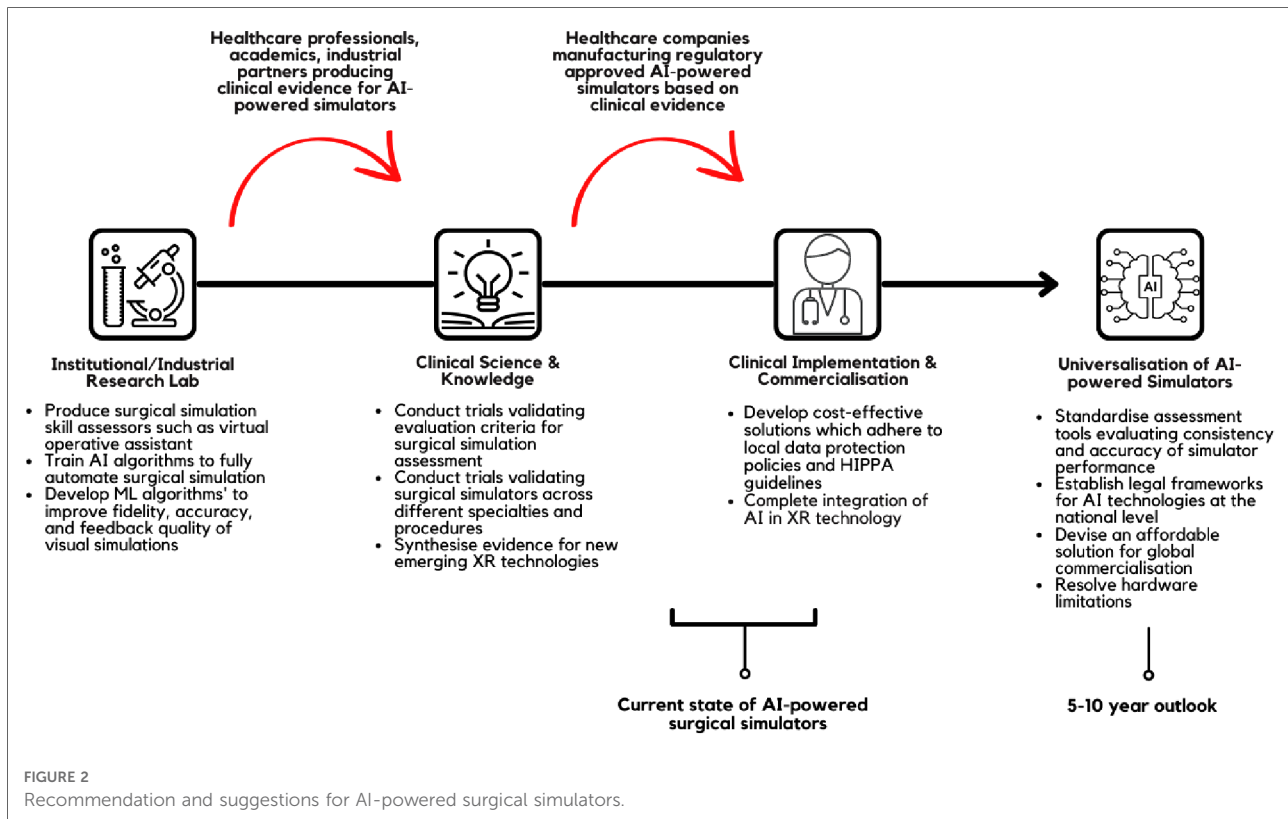 Healthcare professionals,
academics, industrial
partners producing
clinical evidence for AI-
powered simulators
Healthcare companies
manufacturing regulatory
approved AI-powered
simulators based on
clinical evidence
AI
Institutional/Industrial
Research Lab
• Produce surgical simulation
skill assessors such as virtual
operative assistant
• Train AI algorithms to fully
automate surgical simulation
• Develop ML algorithms' to
improve fidelity, accuracy,
and feedback quality of
visual simulations
Clinical Science &
Knowledge
• Conduct trials validating
evaluation criteria for
surgical simulation
assessment
• Conduct trials validating
surgical simulators across
different specialties and
procedures
• Synthesise evidence for new
emerging XR technologies
Clinical Implementation &
Commercialisation
• Develop cost-effective
solutions which adhere to
local data protection
policies and HIPPA
guidelines
• Complete integration of
AI in XR technology
Universalisation of AI-
powered Simulators
• Standardise assessment
tools evaluating consistency
and accuracy of simulator
performance
• Establish legal frameworks
for AI technologies at the
national level
• Devise an affordable
solution for global
commercialisation
• Resolve hardware
limitations
Current state of AI-powered
surgical simulators
5-10 year outlook
FIGURE 2
Recommendation and suggestions for AI-powered surgical simulators.